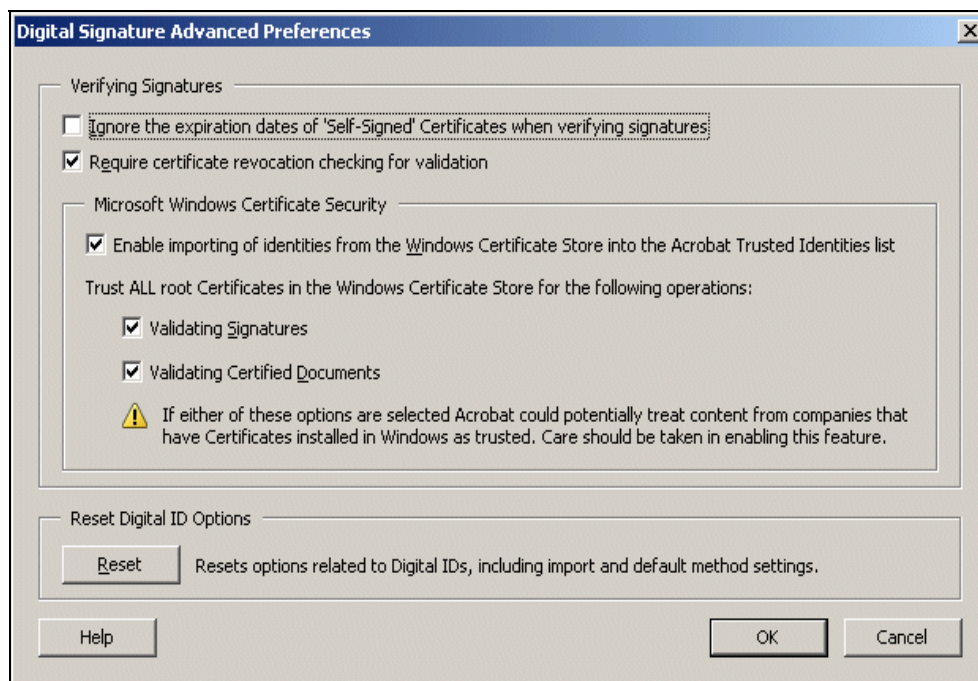 Digital Signature Advanced Preferences
Verifying Signatures
Ignore the expiration dates of 'Self-Signed' Certificates when verifying signatures
Require certificate revocation checking for validation
Microsoft Windows Certificate Security
Enable importing of identities from the Windows Certificate Store into the Acrobat Trusted Identities list
Trust ALL root Certificates in the Windows Certificate Store for the following operations:
Validating Signatures
Validating Certified Documents
If either of these options are selected Acrobat could potentially treat content from companies that
have Certificates installed in Windows as trusted. Care should be taken in enabling this feature.
Reset Digital ID Options
Reset Resets options related to Digital IDs, including import and default method settings.
Help OK Cancel